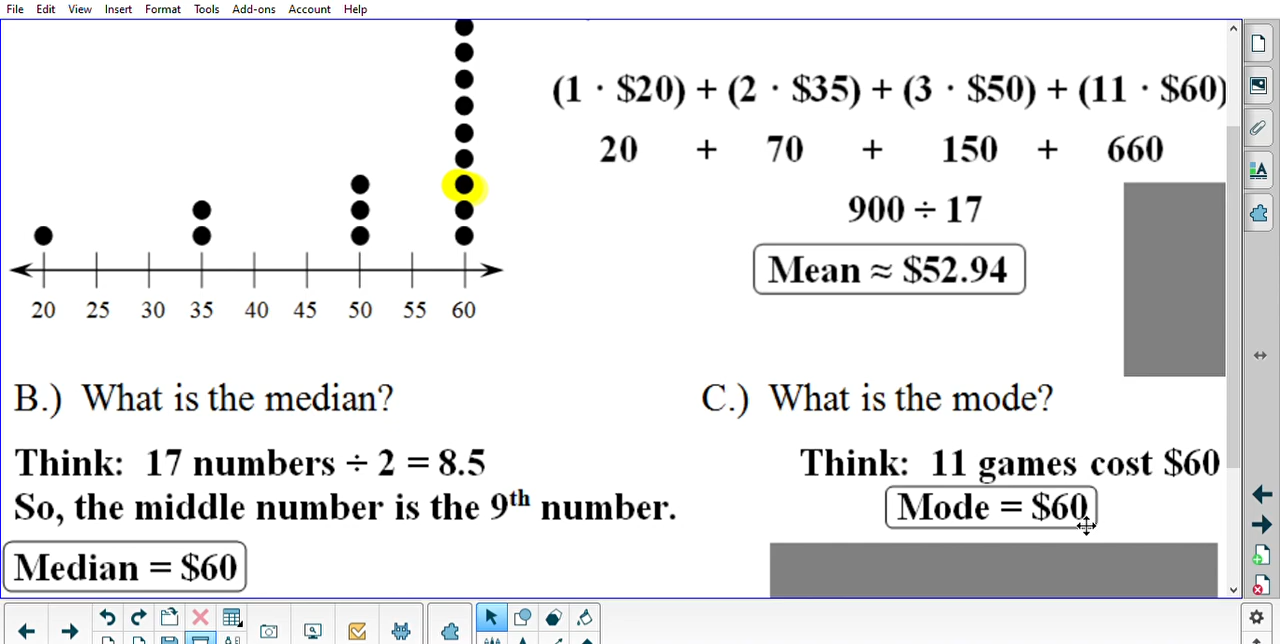 File Edit View Insert Format Tools Add-ons Account Help
(1 · $20) + (2 · $35) + (3 · $50) + (11 · $60)
20 + 70 + 150 + 660
900 ÷ 17
Mean ≈ $52.94
20 25 30 35 40 45 50 55 60
B.) What is the median?
Think: 17 numbers ÷ 2 = 8.5
So, the middle number is the 9th number.
Median = $60
C.) What is the mode?
Think: 11 games cost $60
Mode = $60